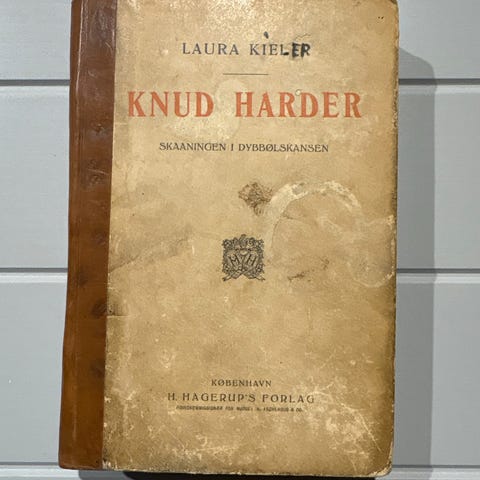 LAURA KIELER
KNUD HARDER
SKAANINGEN I DYBBØLSKANSEN
KØBENHAVN
H. HAGERUP'S FORLAG